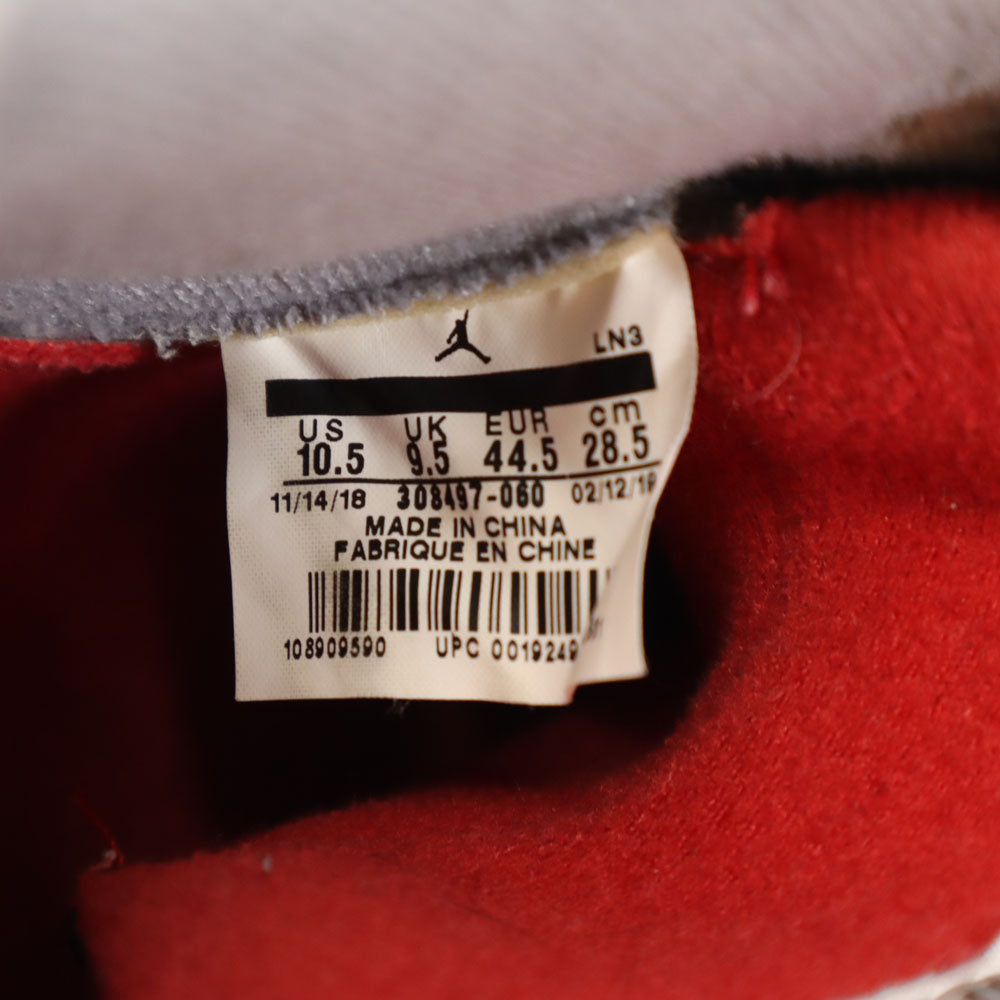 LN3
US UK EUR cm
10.5 9.5 44.5 28.5
11/14/18 308497-060 02/12/19
MADE IN CHINA
FABRIQUE EN CHINE
108909590 UPC 0019249